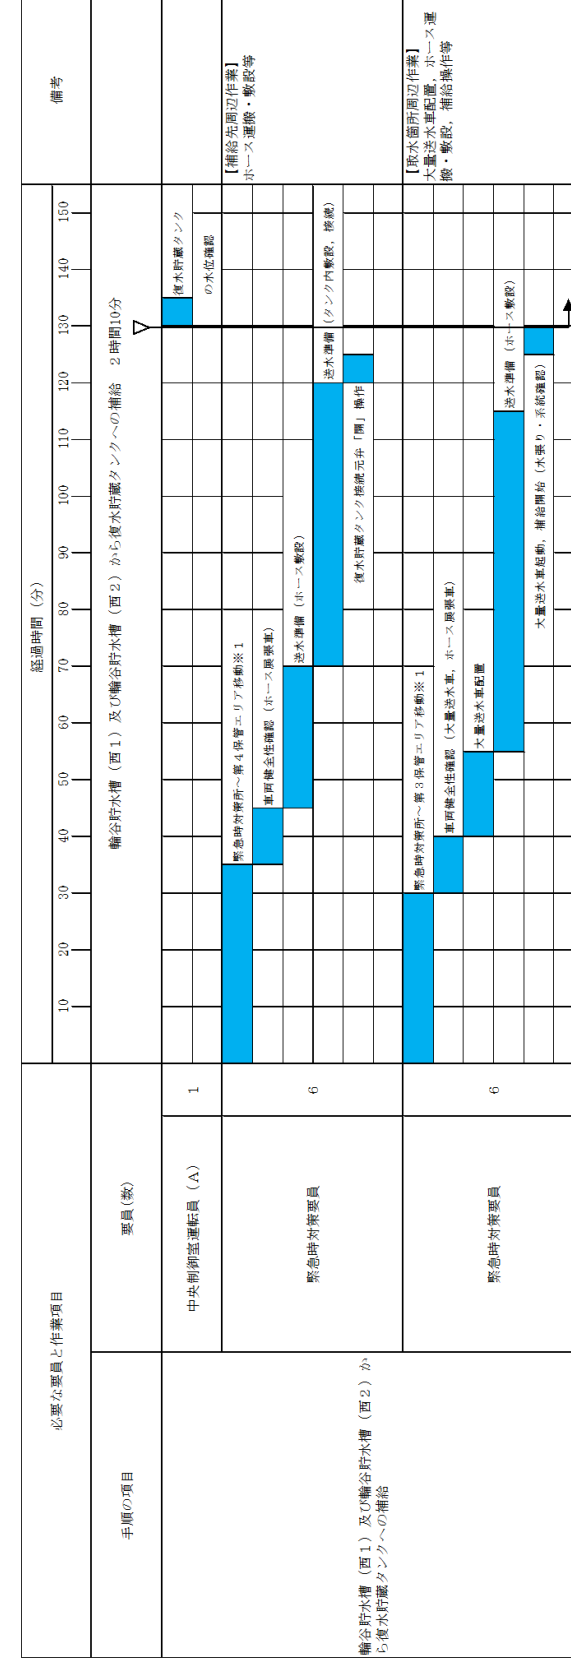 必要な要員と作業項目
経過時間（分）
備考
手順の項目
要員(数)
10 20 30 40 50 60 70 80 90 100 110 120 130 140 150
輪谷貯水槽（西１）及び輪谷貯水槽（西２）から復水貯蔵タンクへの補給　２時間10分
輪谷貯水槽（西１）及び輪谷貯水槽（西２）か
ら復水貯蔵タンクへの補給
中央制御室運転員（Ａ）
1
復水貯蔵タンク
の水位確認
緊急時対策要員
6
緊急時対策所～第４保管エリア移動※１
車両健全性確認（ホース展張車）
送水準備（ホース敷設）
送水準備（タンク内敷設，接続）
復水貯蔵タンク接続元弁「開」操作
【補給先周辺作業】
ホース運搬・敷設等
緊急時対策要員
6
緊急時対策所～第３保管エリア移動※１
車両健全性確認（大量送水車，ホース展張車）
大量送水車配置
送水準備（ホース敷設）
大量送水車起動，補給開始（水張り・系統確認）
【取水箇所周辺作業】
大量送水車配置，ホース運
搬・敷設，補給操作等